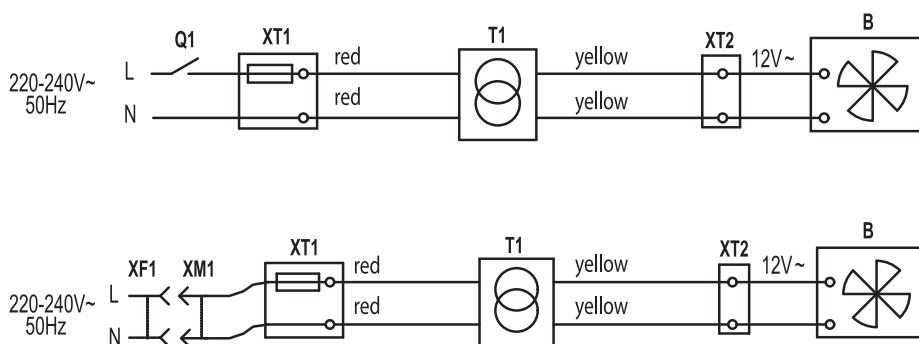 Q1 XT1 T1 XT2 B
L red yellow 12V~
220-240V~
50Hz
N red yellow
XF1 XM1 XT1 T1 XT2 B
L red yellow 12V~
220-240V~
50Hz
N red yellow